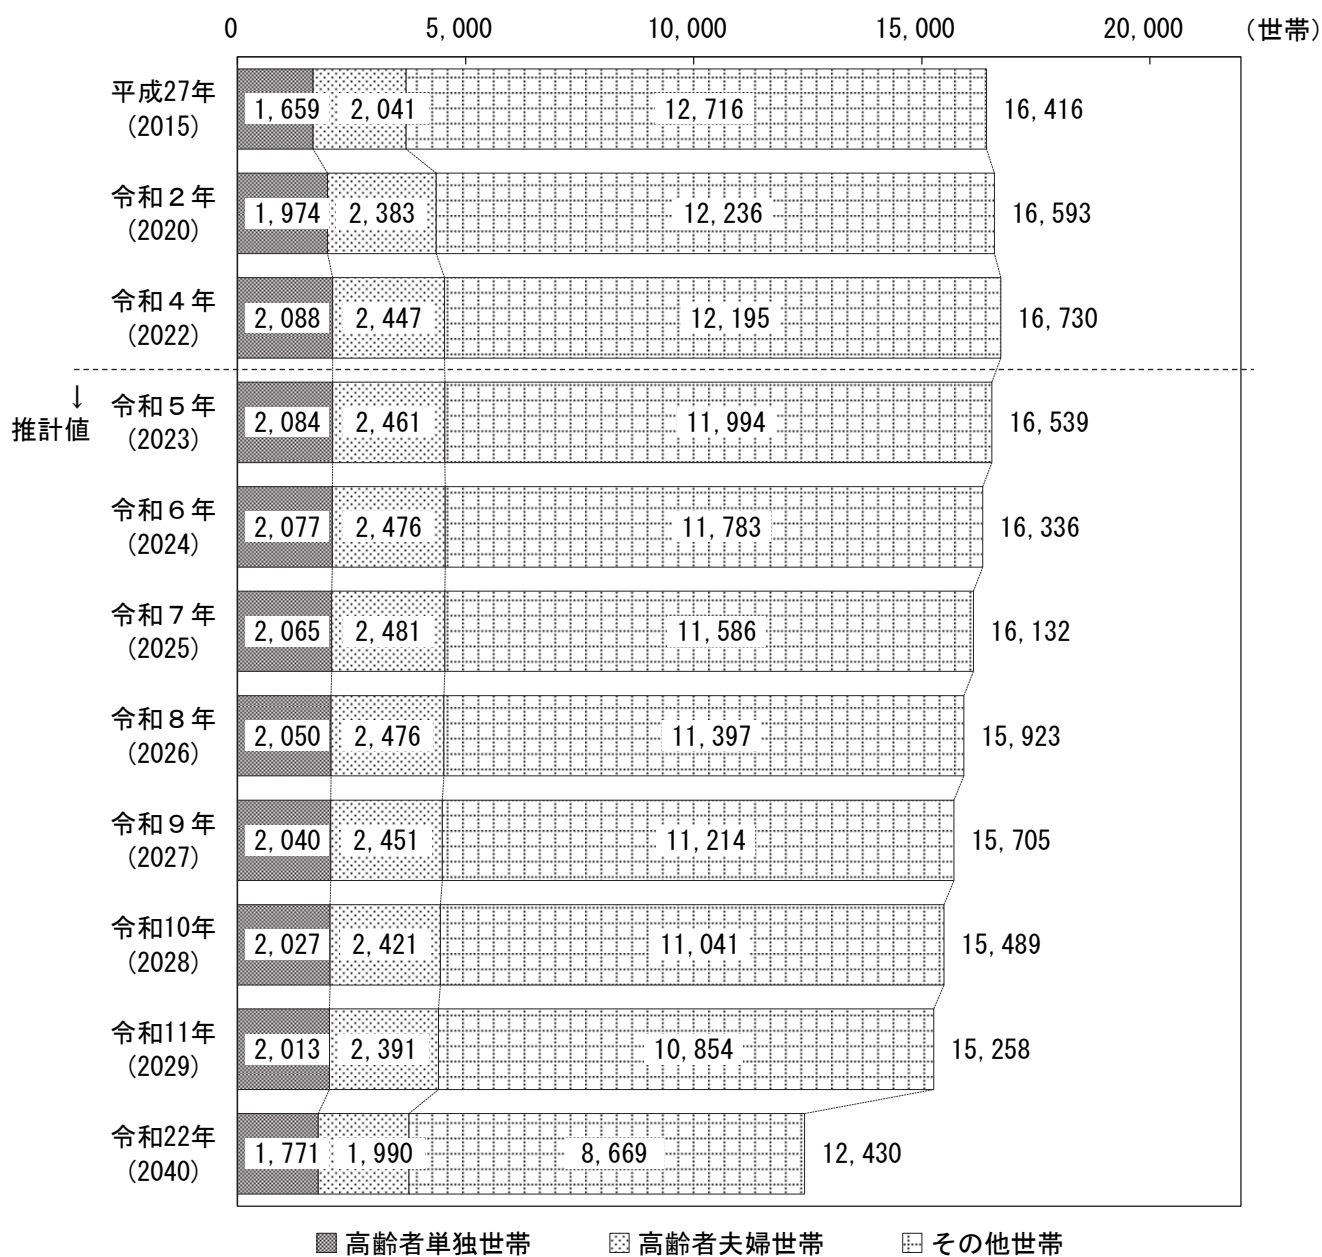 0 5,000 10,000 15,000 20,000 (世帯)
平成27年
(2015)
1,659 2,041 12,716 16,416
令和２年
(2020)
1,974 2,383 12,236 16,593
令和４年
(2022)
2,088 2,447 12,195 16,730
↓
推計値
令和５年
(2023)
2,084 2,461 11,994 16,539
令和６年
(2024)
2,077 2,476 11,783 16,336
令和７年
(2025)
2,065 2,481 11,586 16,132
令和８年
(2026)
2,050 2,476 11,397 15,923
令和９年
(2027)
2,040 2,451 11,214 15,705
令和10年
(2028)
2,027 2,421 11,041 15,489
令和11年
(2029)
2,013 2,391 10,854 15,258
令和22年
(2040)
1,771 1,990 8,669 12,430
高齢者単独世帯 高齢者夫婦世帯 その他世帯